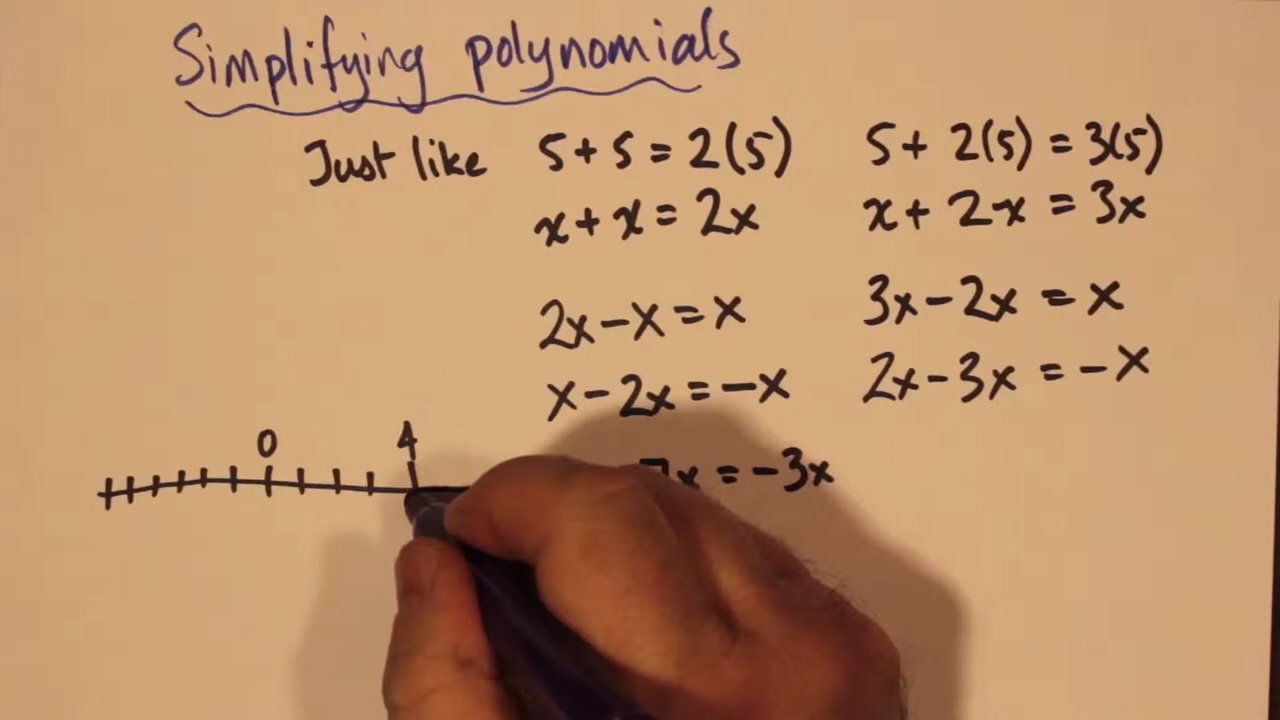 Simplifying polynomials
Just like 5+5=2(5) 5+2(5)=3(5)
x+x=2x x+2x=3x
2x-x=x 3x-2x=x
x-2x=-x 2x-3x=-x
0 4
7x=-3x